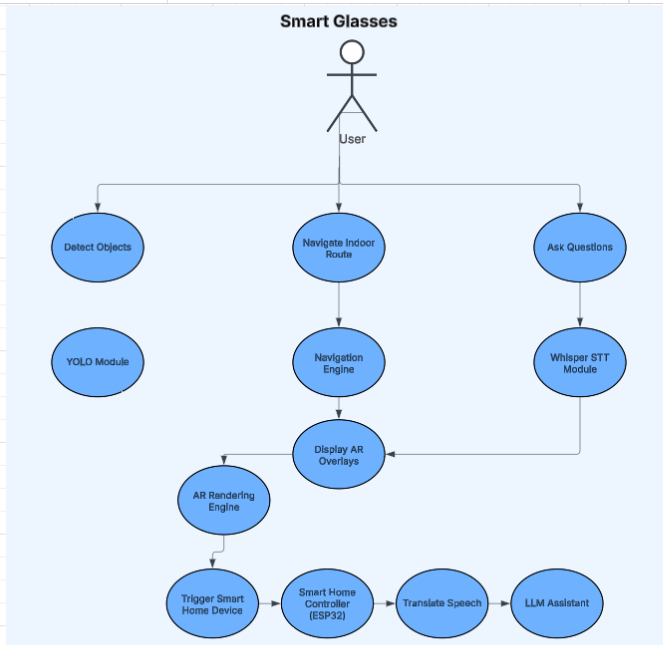 Smart Glasses
User
Detect Objects
Navigate Indoor
Route
Ask Questions
YOLO Module
Navigation
Engine
Whisper STT
Module
Display AR
Overlays
AR Randering
Engine
Trigger Smart
Home Device
Smart Home
Controller
(ESP32)
Translate Speech
LLM Assistant